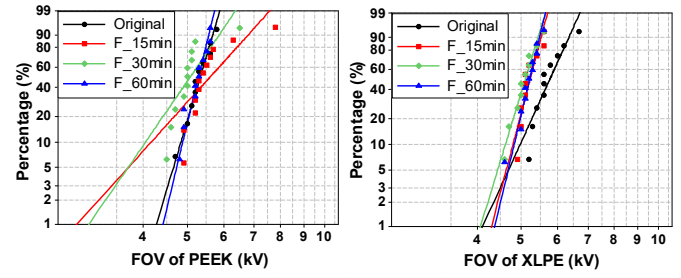 99
90
80
60
40
20
10
5
3
2
1
Percentage (%)
Original
F_15min
F_30min
F_60min
4 5 6 7 8 9 10
FOV of PEEK (kV)
99
90
80
60
40
20
10
5
3
2
1
Percentage (%)
Original
F_15min
F_30min
F_60min
4 5 6 7 8 9 10
FOV of XLPE (kV)